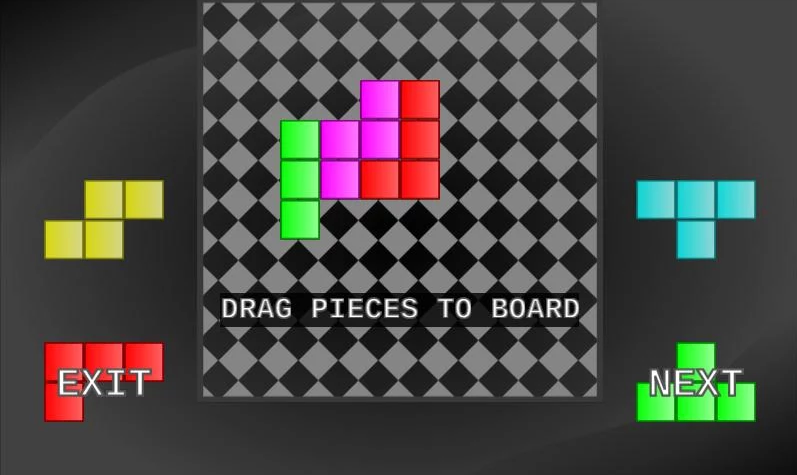 DRAG PIECES TO BOARD
EXIT
NEXT